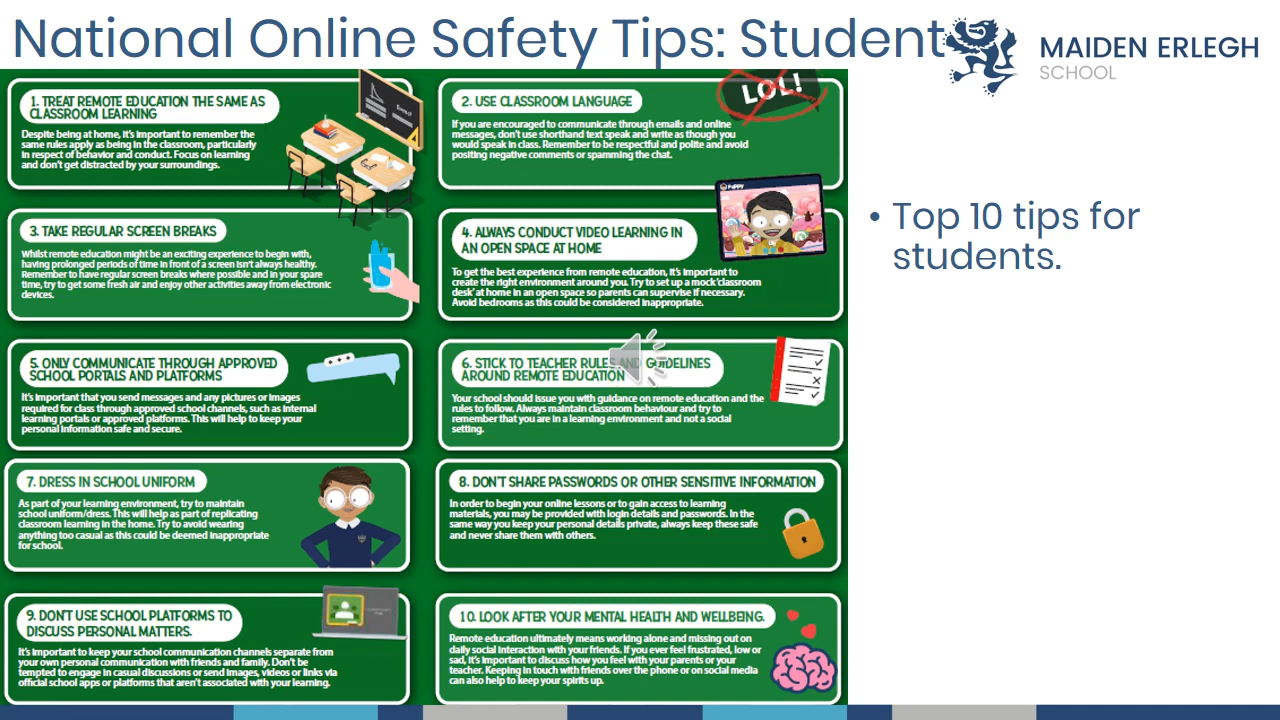 National Online Safety Tips: Student
MAIDEN ERLEGH
SCHOOL
1. TREAT REMOTE EDUCATION THE SAME AS
CLASSROOM LEARNING
Despite being at home, it's important to remember the
same rules apply as being in the classroom, particularly
in respect of behavior and conduct. Focus on learning
and don't get distracted by your surroundings.
2. USE CLASSROOM LANGUAGE
LOL!
If you are encouraged to communicate through emails and online
messages, don't use shorthand text speak and write as though you
would speak in class. Remember to be respectful and polite and avoid
positing negative comments or spamming the chat.
3. TAKE REGULAR SCREEN BREAKS
Whilst remote education might be an exciting experience to begin with,
having prolonged periods of time in front of a screen isn't always healthy.
Remember to have regular screen breaks where possible and in your spare
time, try to get some fresh air and enjoy other activities away from electronic
devices.
4. ALWAYS CONDUCT VIDEO LEARNING IN
AN OPEN SPACE AT HOME
To get the best experience from remote education, it's important to
create the right environment around you. Try to set up a mock 'classroom
desk' at home in an open space so parents can supervise if necessary.
Avoid bedrooms as this could be considered inappropriate.
5. ONLY COMMUNICATE THROUGH APPROVED
SCHOOL PORTALS AND PLATFORMS
It's important that you send messages and any pictures or images
required for class through approved school channels, such as internal
learning portals or approved platforms. This will help to keep your
personal information safe and secure.
6. STICK TO TEACHER RULES AND GUIDELINES
AROUND REMOTE EDUCATION
Your school should issue you with guidance on remote education and the
rules to follow. Always maintain classroom behaviour and try to
remember that you are in a learning environment and not a social
setting.
7. DRESS IN SCHOOL UNIFORM
As part of your learning environment, try to maintain
school uniform/dress. This will help as part of replicating
classroom learning in the home. Try to avoid wearing
anything too casual as this could be deemed inappropriate
for school.
8. DON'T SHARE PASSWORDS OR OTHER SENSITIVE INFORMATION
In order to begin your online lessons or to gain access to learning
materials, you may be provided with login details and passwords. In the
same way you keep your personal details private, always keep these safe
and never share them with others.
9. DON'T USE SCHOOL PLATFORMS TO
DISCUSS PERSONAL MATTERS.
It's important to keep your school communication channels separate from
your own personal communication with friends and family. Don't be
tempted to engage in casual discussions or send images, videos or links via
official school apps or platforms that aren't associated with your learning.
10. LOOK AFTER YOUR MENTAL HEALTH AND WELLBEING.
Remote education ultimately means working alone and missing out on
daily social interaction with your friends. If you ever feel frustrated, low or
sad, it's important to discuss how you feel with your parents or your
teacher. Keeping in touch with friends over the phone or on social media
can also help to keep your spirits up.
• Top 10 tips for
students.